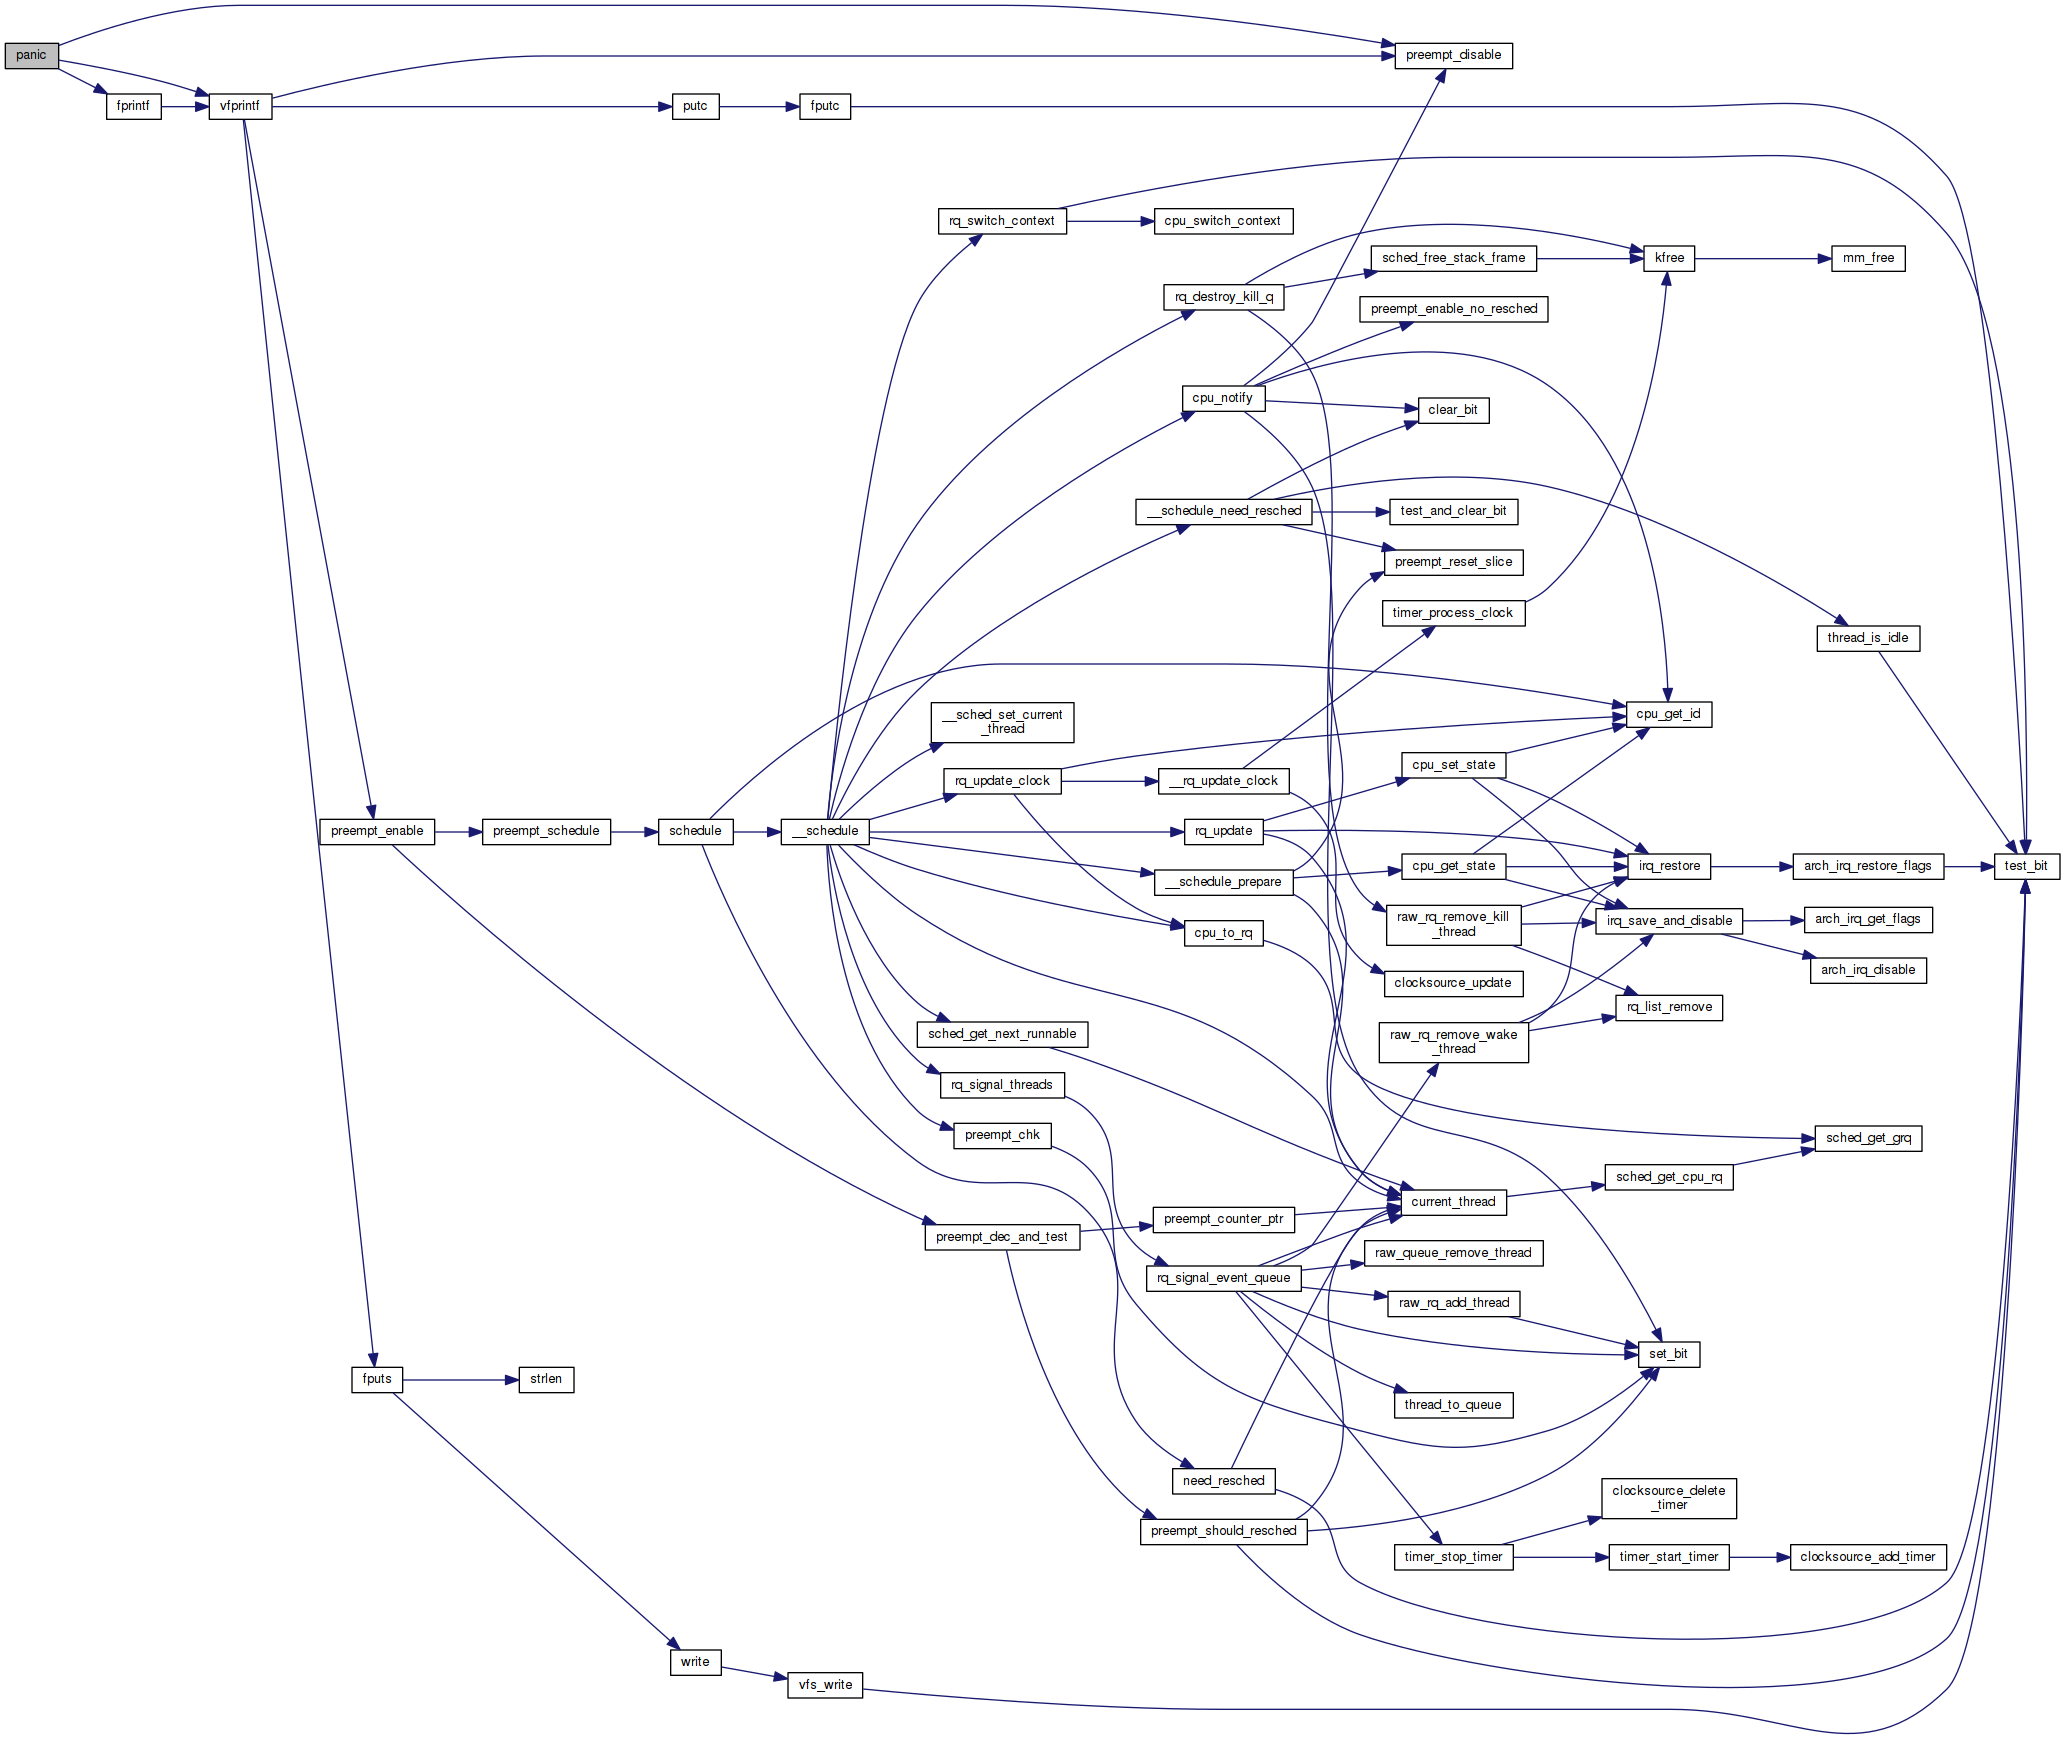 panic
preempt_disable
fprintf
vfprintf
putc
fputc
rq_switch_context
cpu_switch_context
sched_free_stack_frame
kfree
mm_free
rq_destroy_kill_q
preempt_enable_no_resched
cpu_notify
clear_bit
__schedule_need_resched
test_and_clear_bit
preempt_reset_slice
timer_process_clock
thread_is_idle
__sched_set_current
_thread
cpu_get_id
rq_update_clock
__rq_update_clock
cpu_set_state
preempt_enable
preempt_schedule
schedule
__schedule
rq_update
cpu_get_state
irq_restore
arch_irq_restore_flags
test_bit
__schedule_prepare
raw_rq_remove_kill
_thread
irq_save_and_disable
arch_irq_get_flags
cpu_to_rq
arch_irq_disable
clocksource_update
rq_list_remove
sched_get_next_runnable
raw_rq_remove_wake
_thread
rq_signal_threads
preempt_chk
sched_get_grq
sched_get_cpu_rq
current_thread
preempt_counter_ptr
preempt_dec_and_test
raw_queue_remove_thread
rq_signal_event_queue
raw_rq_add_thread
set_bit
fputs
strlen
thread_to_queue
need_resched
clocksource_delete
_timer
preempt_should_resched
timer_stop_timer
timer_start_timer
clocksource_add_timer
write
vfs_write